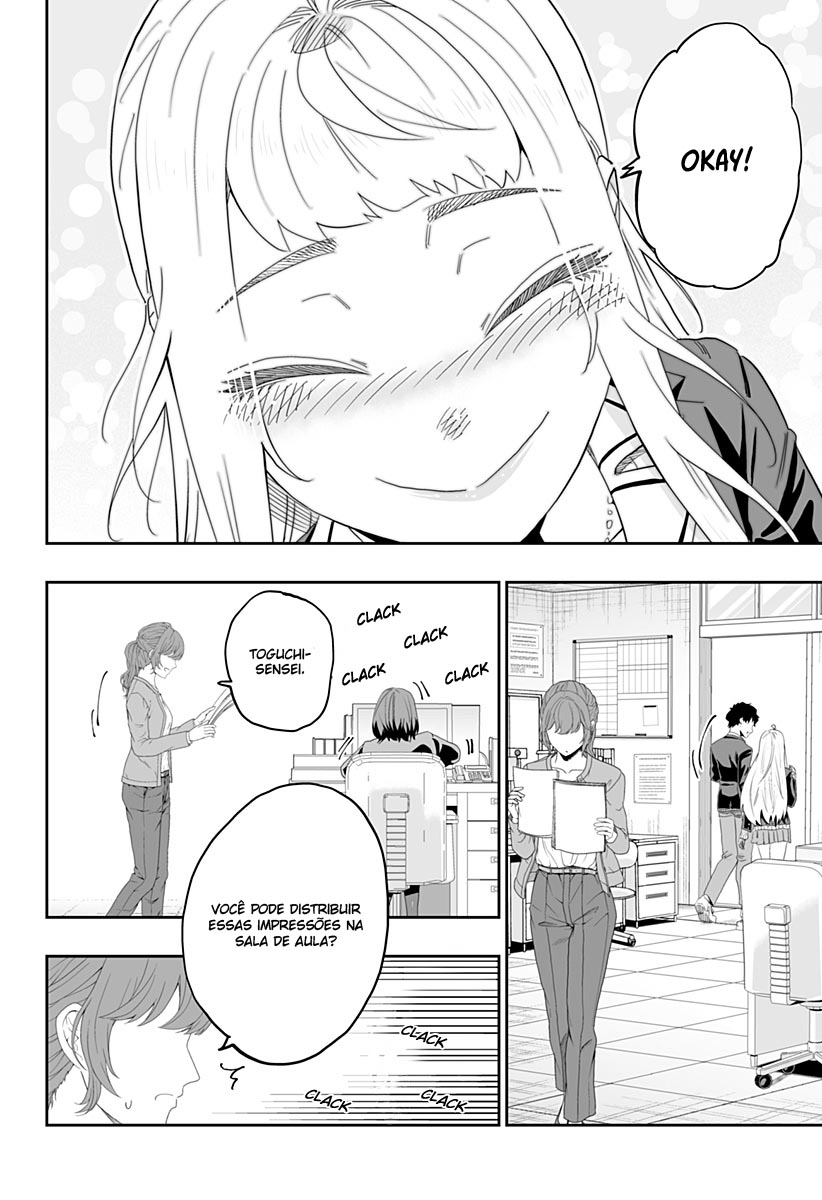 OKAY!
CLACK
CLACK
CLACK
CLACK
TOGUCHI-
SENSEI.
VOCÊ PODE DISTRIBUIR
ESSAS IMPRESSÕES NA
SALA DE AULA?
CLACK
CLACK
CLACK